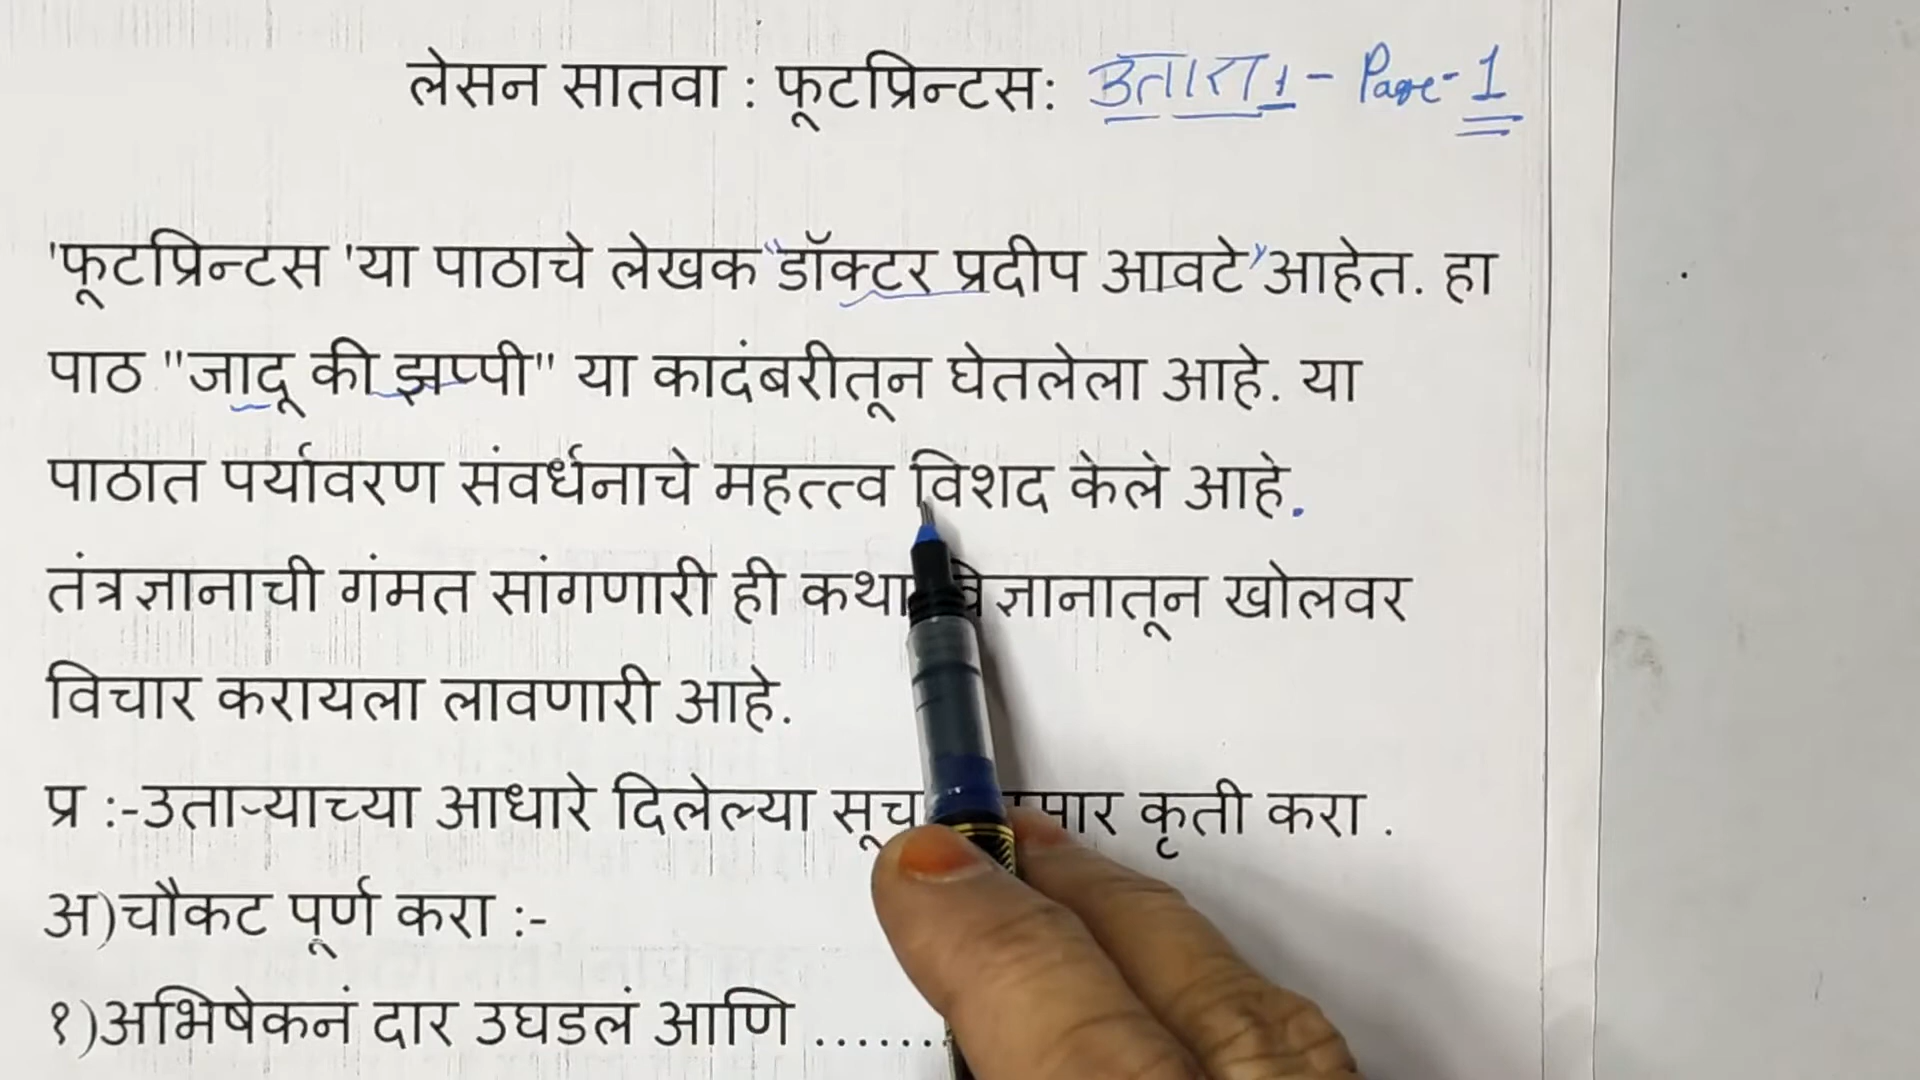 लेसन सातवा : फूटप्रिन्टस: उतारा 1 - Page - 1
'फूटप्रिन्टस 'या पाठाचे लेखक "डॉक्टर प्रदीप आवटे" आहेत. हा
पाठ "जादू की झप्पी" या कादंबरीतून घेतलेला आहे. या
पाठात पर्यावरण संवर्धनाचे महत्त्व विशद केले आहे.
तंत्रज्ञानाची गंमत सांगणारी ही कथा ज्ञानातून खोलवर
विचार करायला लावणारी आहे.
प्र :-उताऱ्याच्या आधारे दिलेल्या कृती करा .
अ)चौकट पूर्ण करा :-
१)अभिषेकनं दार उघडलं आणि .......